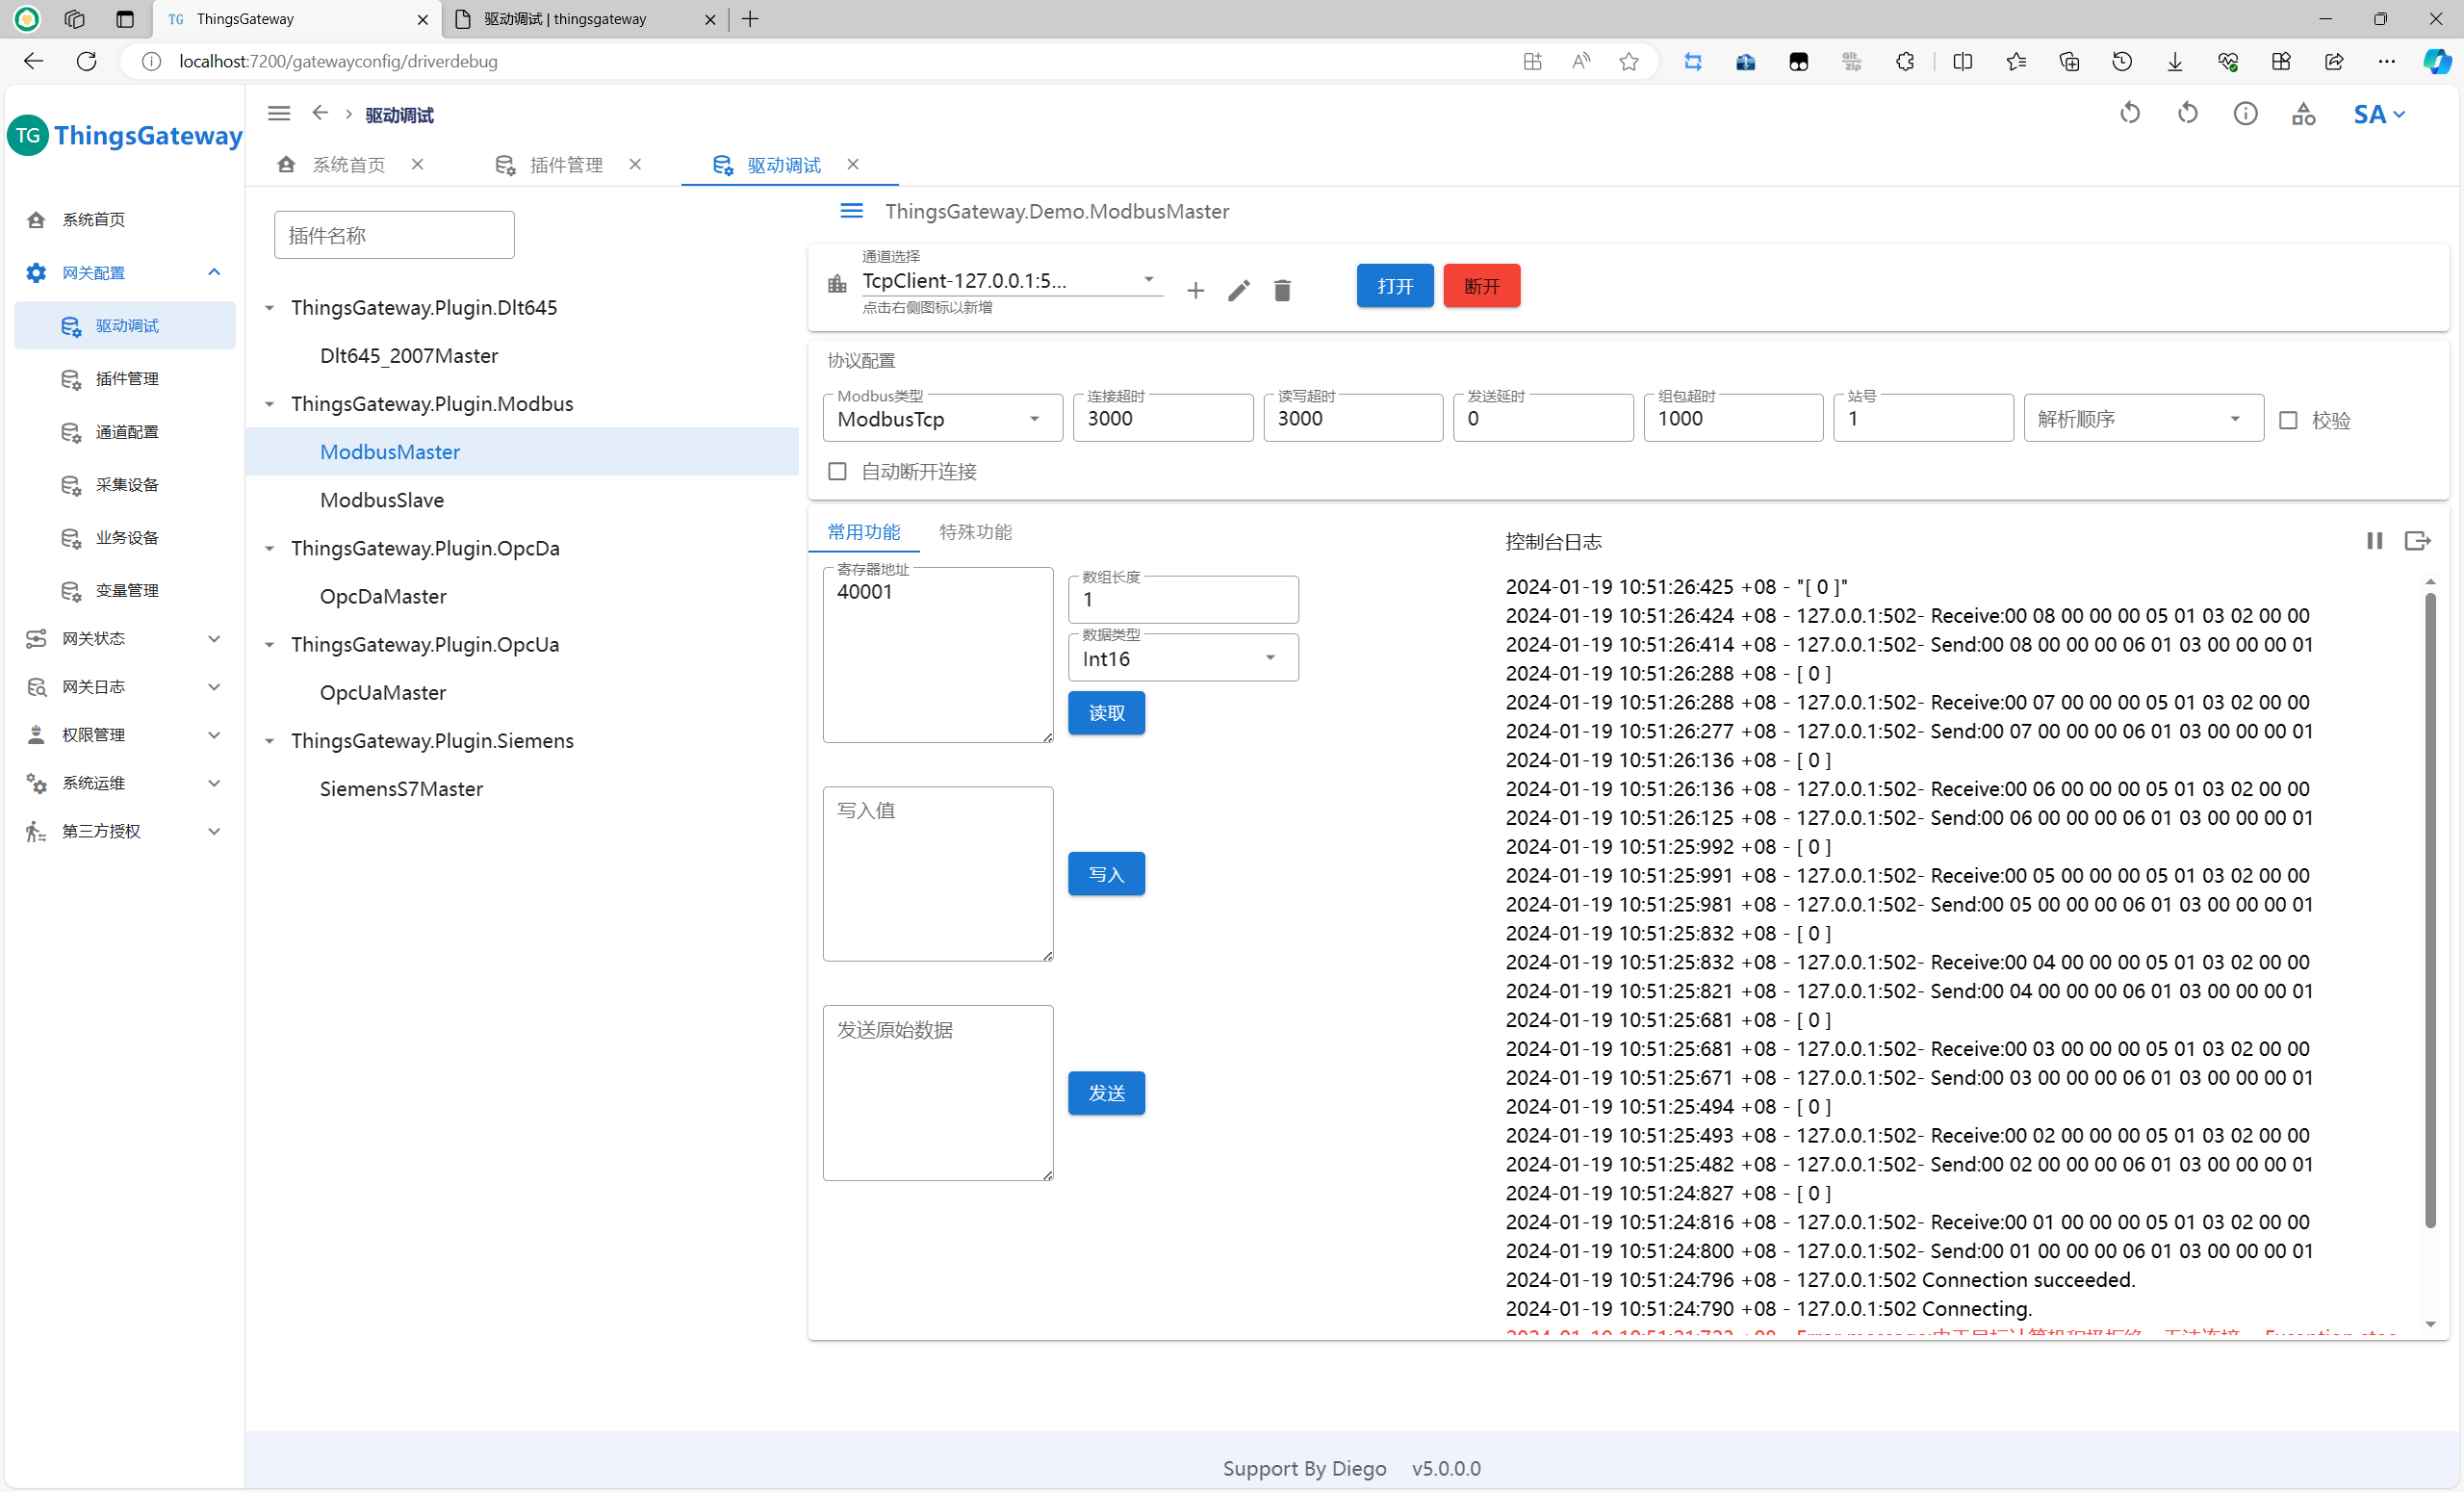 TG ThingsGateway
驱动调试 | thingsgateway
localhost:7200/gatewayconfig/driverdebug
TG ThingsGateway
驱动调试
SA
系统首页
插件管理
驱动调试
系统首页
网关配置
驱动调试
插件管理
通道配置
采集设备
业务设备
变量管理
网关状态
网关日志
权限管理
系统运维
第三方授权
插件名称
ThingsGateway.Plugin.Dlt645
Dlt645_2007Master
ThingsGateway.Plugin.Modbus
ModbusMaster
ModbusSlave
ThingsGateway.Plugin.OpcDa
OpcDaMaster
ThingsGateway.Plugin.OpcUa
OpcUaMaster
ThingsGateway.Plugin.Siemens
SiemensS7Master
ThingsGateway.Demo.ModbusMaster
通道选择
TcpClient-127.0.0.1:5...
点击右侧图标以新增
打开
断开
协议配置
Modbus类型
ModbusTcp
连接超时
3000
读写超时
3000
发送延时
0
组包超时
1000
站号
1
解析顺序
校验
自动断开连接
常用功能
特殊功能
寄存器地址
40001
数组长度
1
数据类型
Int16
读取
写入值
写入
发送原始数据
发送
控制台日志
2024-01-19 10:51:26:425 +08 - "[ 0 ]"
2024-01-19 10:51:26:424 +08 - 127.0.0.1:502- Receive:00 08 00 00 00 05 01 03 02 00 00
2024-01-19 10:51:26:414 +08 - 127.0.0.1:502- Send:00 08 00 00 00 06 01 03 00 00 00 01
2024-01-19 10:51:26:288 +08 - [ 0 ]
2024-01-19 10:51:26:288 +08 - 127.0.0.1:502- Receive:00 07 00 00 00 05 01 03 02 00 00
2024-01-19 10:51:26:277 +08 - 127.0.0.1:502- Send:00 07 00 00 00 06 01 03 00 00 00 01
2024-01-19 10:51:26:136 +08 - [ 0 ]
2024-01-19 10:51:26:136 +08 - 127.0.0.1:502- Receive:00 06 00 00 00 05 01 03 02 00 00
2024-01-19 10:51:26:125 +08 - 127.0.0.1:502- Send:00 06 00 00 00 06 01 03 00 00 00 01
2024-01-19 10:51:25:992 +08 - [ 0 ]
2024-01-19 10:51:25:991 +08 - 127.0.0.1:502- Receive:00 05 00 00 00 05 01 03 02 00 00
2024-01-19 10:51:25:981 +08 - 127.0.0.1:502- Send:00 05 00 00 00 06 01 03 00 00 00 01
2024-01-19 10:51:25:832 +08 - [ 0 ]
2024-01-19 10:51:25:832 +08 - 127.0.0.1:502- Receive:00 04 00 00 00 05 01 03 02 00 00
2024-01-19 10:51:25:821 +08 - 127.0.0.1:502- Send:00 04 00 00 00 06 01 03 00 00 00 01
2024-01-19 10:51:25:681 +08 - [ 0 ]
2024-01-19 10:51:25:681 +08 - 127.0.0.1:502- Receive:00 03 00 00 00 05 01 03 02 00 00
2024-01-19 10:51:25:671 +08 - 127.0.0.1:502- Send:00 03 00 00 00 06 01 03 00 00 00 01
2024-01-19 10:51:25:494 +08 - [ 0 ]
2024-01-19 10:51:25:493 +08 - 127.0.0.1:502- Receive:00 02 00 00 00 05 01 03 02 00 00
2024-01-19 10:51:25:482 +08 - 127.0.0.1:502- Send:00 02 00 00 00 06 01 03 00 00 00 01
2024-01-19 10:51:24:827 +08 - [ 0 ]
2024-01-19 10:51:24:816 +08 - 127.0.0.1:502- Receive:00 01 00 00 00 05 01 03 02 00 00
2024-01-19 10:51:24:800 +08 - 127.0.0.1:502- Send:00 01 00 00 00 06 01 03 00 00 00 01
2024-01-19 10:51:24:796 +08 - 127.0.0.1:502 Connection succeeded.
2024-01-19 10:51:24:790 +08 - 127.0.0.1:502 Connecting.
Support By Diego v5.0.0.0